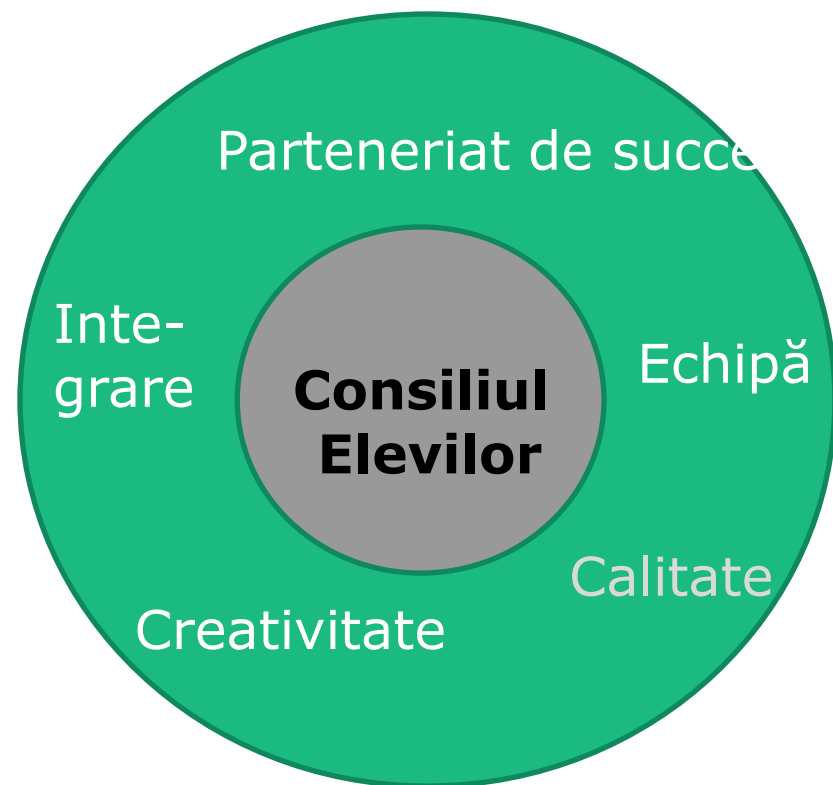 Parteneriat de succe
Inte-
grare
Echipă
Consiliul
Elevilor
Calitate
Creativitate